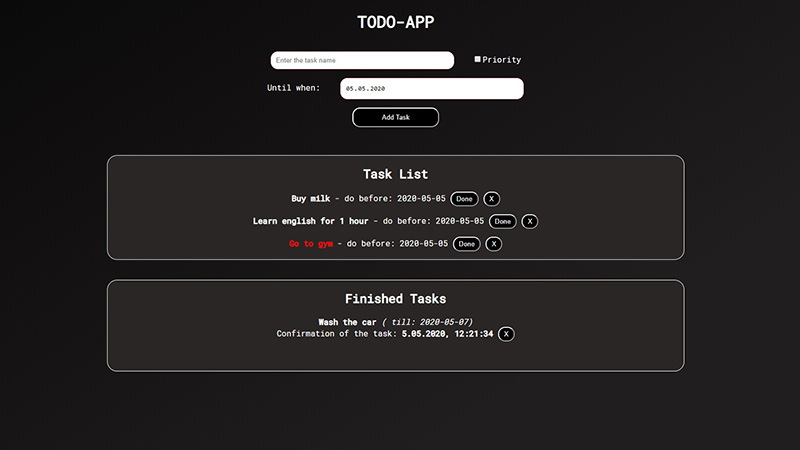 TODO-APP
Enter the task name Priority
Until when: 05.05.2020
Add Task
Task List
Buy milk - do before: 2020-05-05 Done X
Learn english for 1 hour - do before: 2020-05-05 Done X
Go to gym - do before: 2020-05-05 Done X
Finished Tasks
Wash the car ( till: 2020-05-07)
Confirmation of the task: 5.05.2020, 12:21:34 X